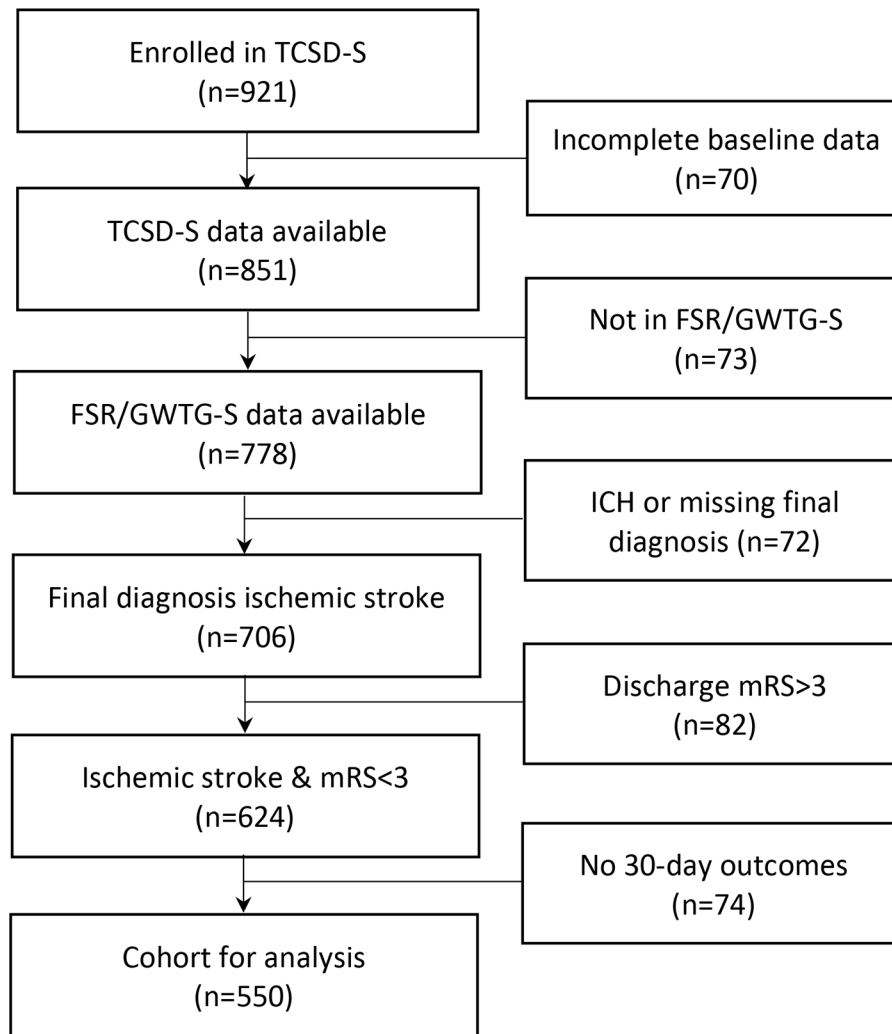 Enrolled in TCSD-S
(n=921)
Incomplete baseline data
(n=70)
TCSD-S data available
(n=851)
Not in FSR/GWTG-S
(n=73)
FSR/GWTG-S data available
(n=778)
ICH or missing final
diagnosis (n=72)
Final diagnosis ischemic stroke
(n=706)
Discharge mRS>3
(n=82)
Ischemic stroke & mRS<3
(n=624)
No 30-day outcomes
(n=74)
Cohort for analysis
(n=550)